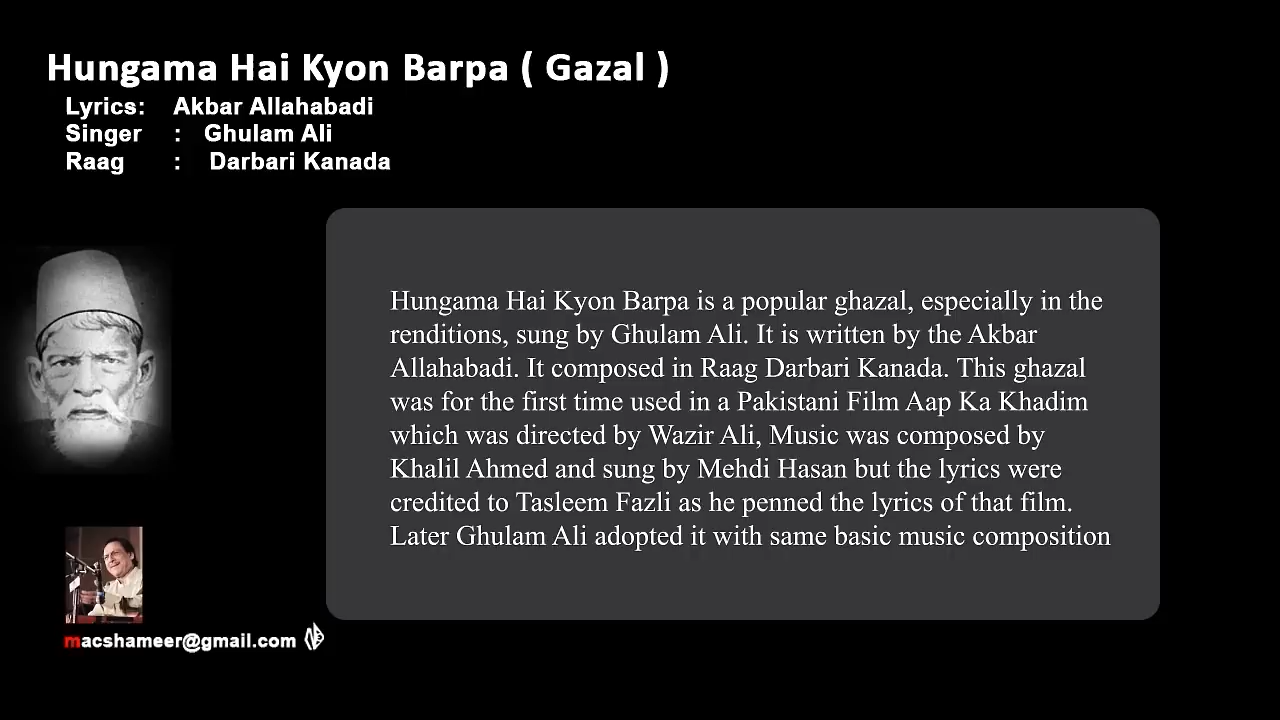 Hungama Hai Kyon Barpa ( Gazal )
Lyrics: Akbar Allahabadi
Singer : Ghulam Ali
Raag : Darbari Kanada
Hungama Hai Kyon Barpa is a popular ghazal, especially in the
renditions, sung by Ghulam Ali. It is written by the Akbar
Allahabadi. It composed in Raag Darbari Kanada. This ghazal
was for the first time used in a Pakistani Film Aap Ka Khadim
which was directed by Wazir Ali, Music was composed by
Khalil Ahmed and sung by Mehdi Hasan but the lyrics were
credited to Tasleem Fazli as he penned the lyrics of that film.
Later Ghulam Ali adopted it with same basic music composition
macshameer@gmail.com